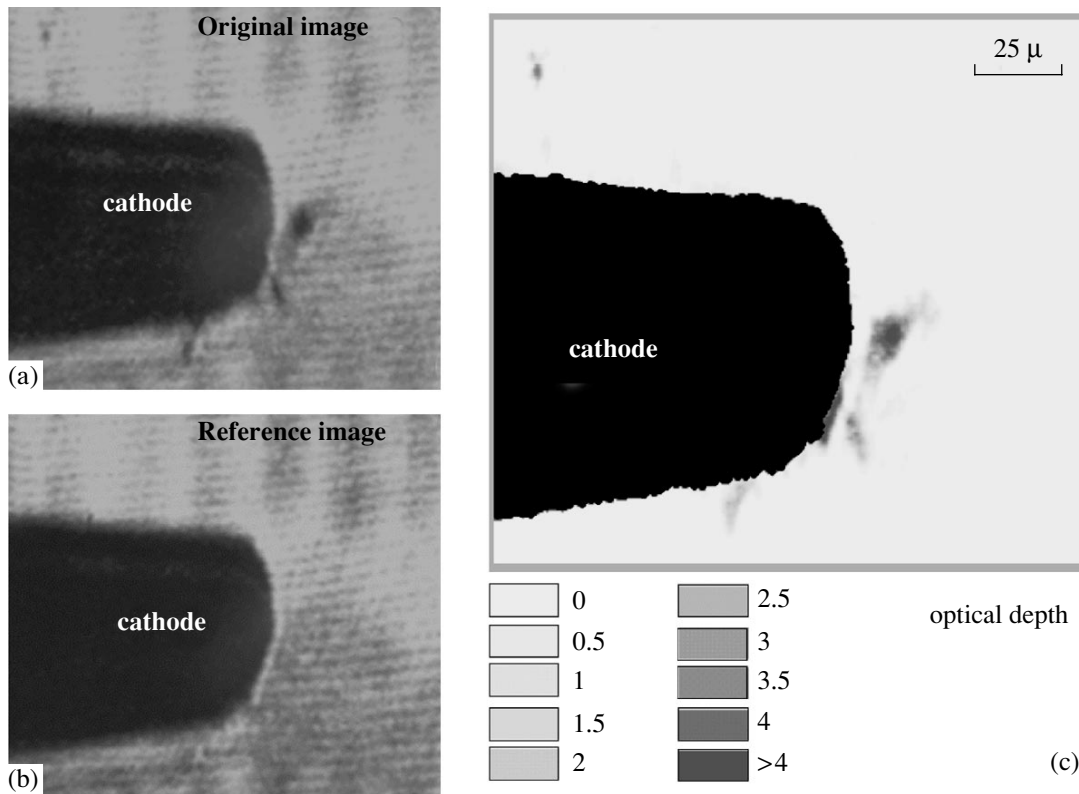 Original image
cathode
(a)
Reference image
cathode
(b)
25 μ
cathode
0
0.5
1
1.5
2
2.5
3
3.5
4
>4
optical depth
(c)